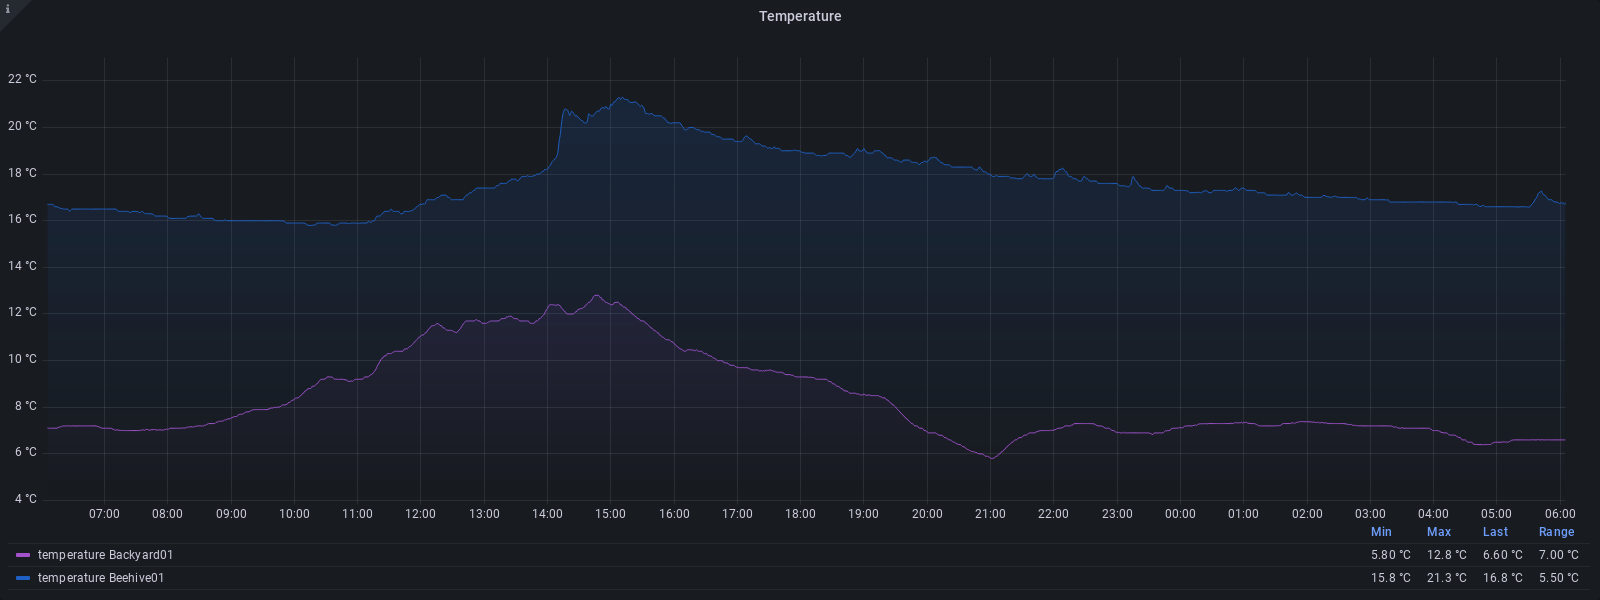 i
Temperature
22 °C
20 °C
18 °C
16 °C
14 °C
12 °C
10 °C
8 °C
6 °C
4 °C
07:00 08:00 09:00 10:00 11:00 12:00 13:00 14:00 15:00 16:00 17:00 18:00 19:00 20:00 21:00 22:00 23:00 00:00 01:00 02:00 03:00 04:00 05:00 06:00
Min Max Last Range
temperature Backyard01 5.80 °C 12.8 °C 6.60 °C 7.00 °C
temperature Beehive01 15.8 °C 21.3 °C 16.8 °C 5.50 °C